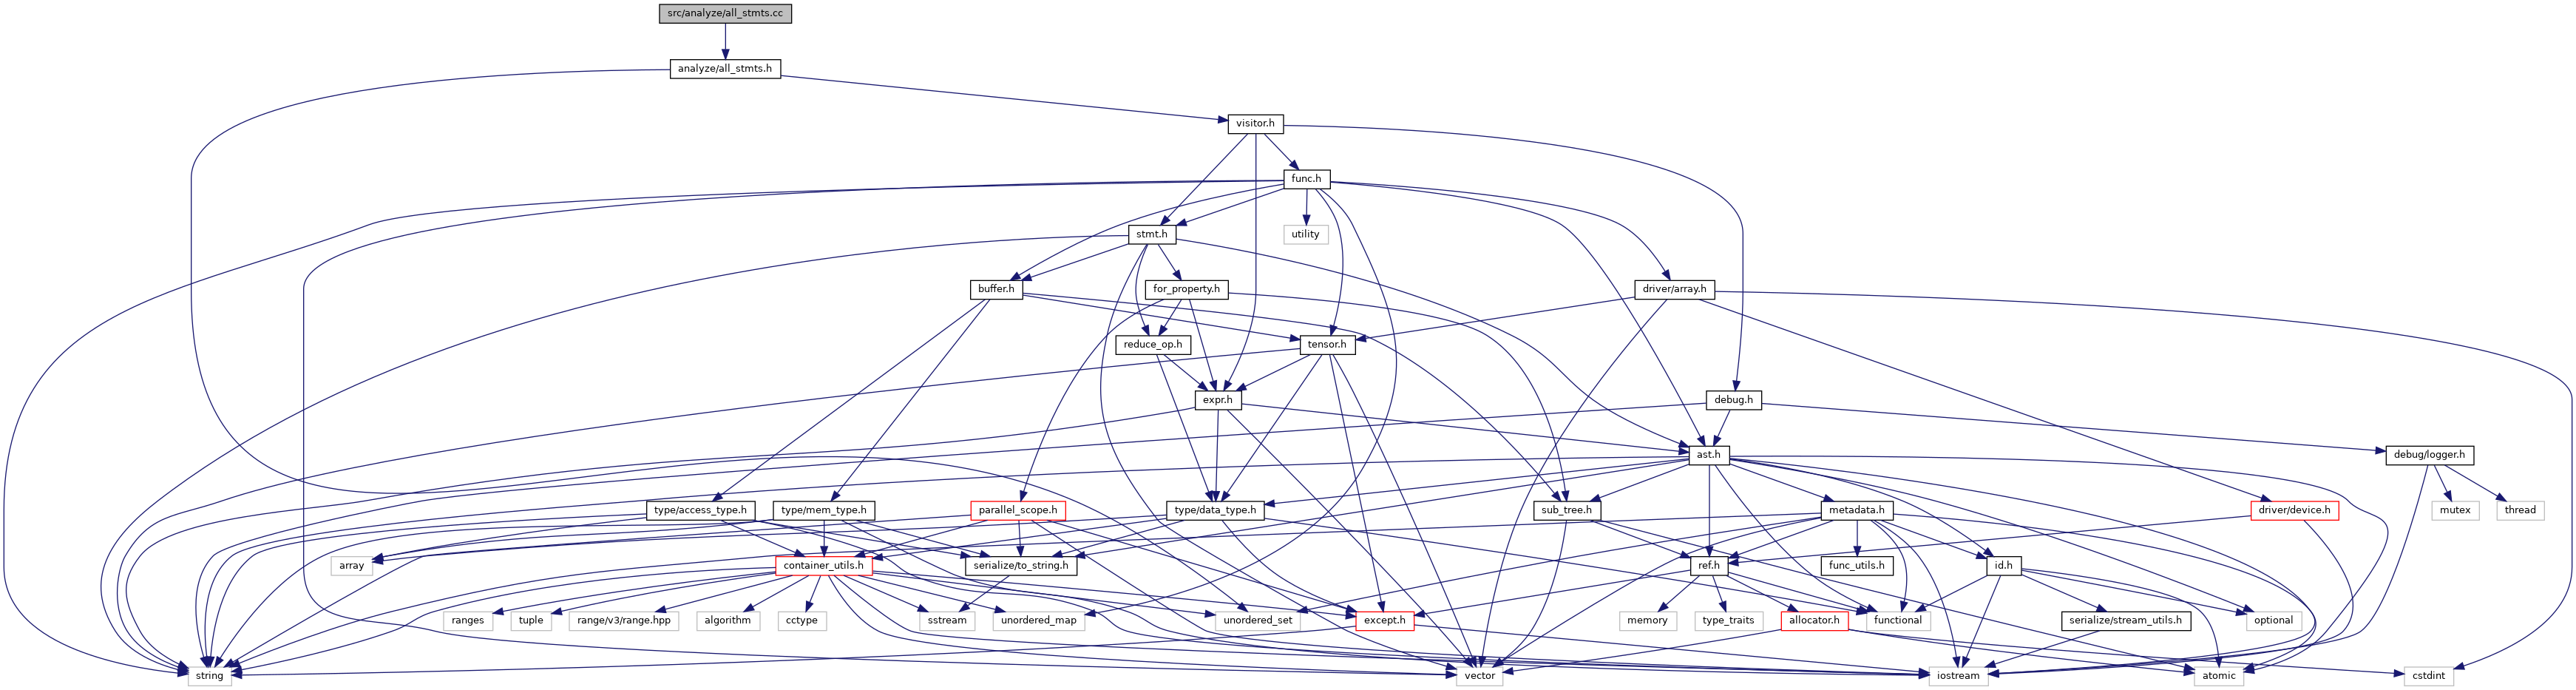 src/analyze/all_stmts.cc
analyze/all_stmts.h
visitor.h
func.h
stmt.h
utility
buffer.h
for_property.h
driver/array.h
reduce_op.h
tensor.h
expr.h
debug.h
ast.h
debug/logger.h
type/access_type.h
type/mem_type.h
parallel_scope.h
type/data_type.h
sub_tree.h
metadata.h
driver/device.h
mutex
thread
array
container_utils.h
serialize/to_string.h
ref.h
func_utils.h
id.h
ranges
tuple
range/v3/range.hpp
algorithm
cctype
sstream
unordered_map
unordered_set
except.h
memory
type_traits
allocator.h
functional
serialize/stream_utils.h
optional
string
vector
iostream
atomic
cstdint